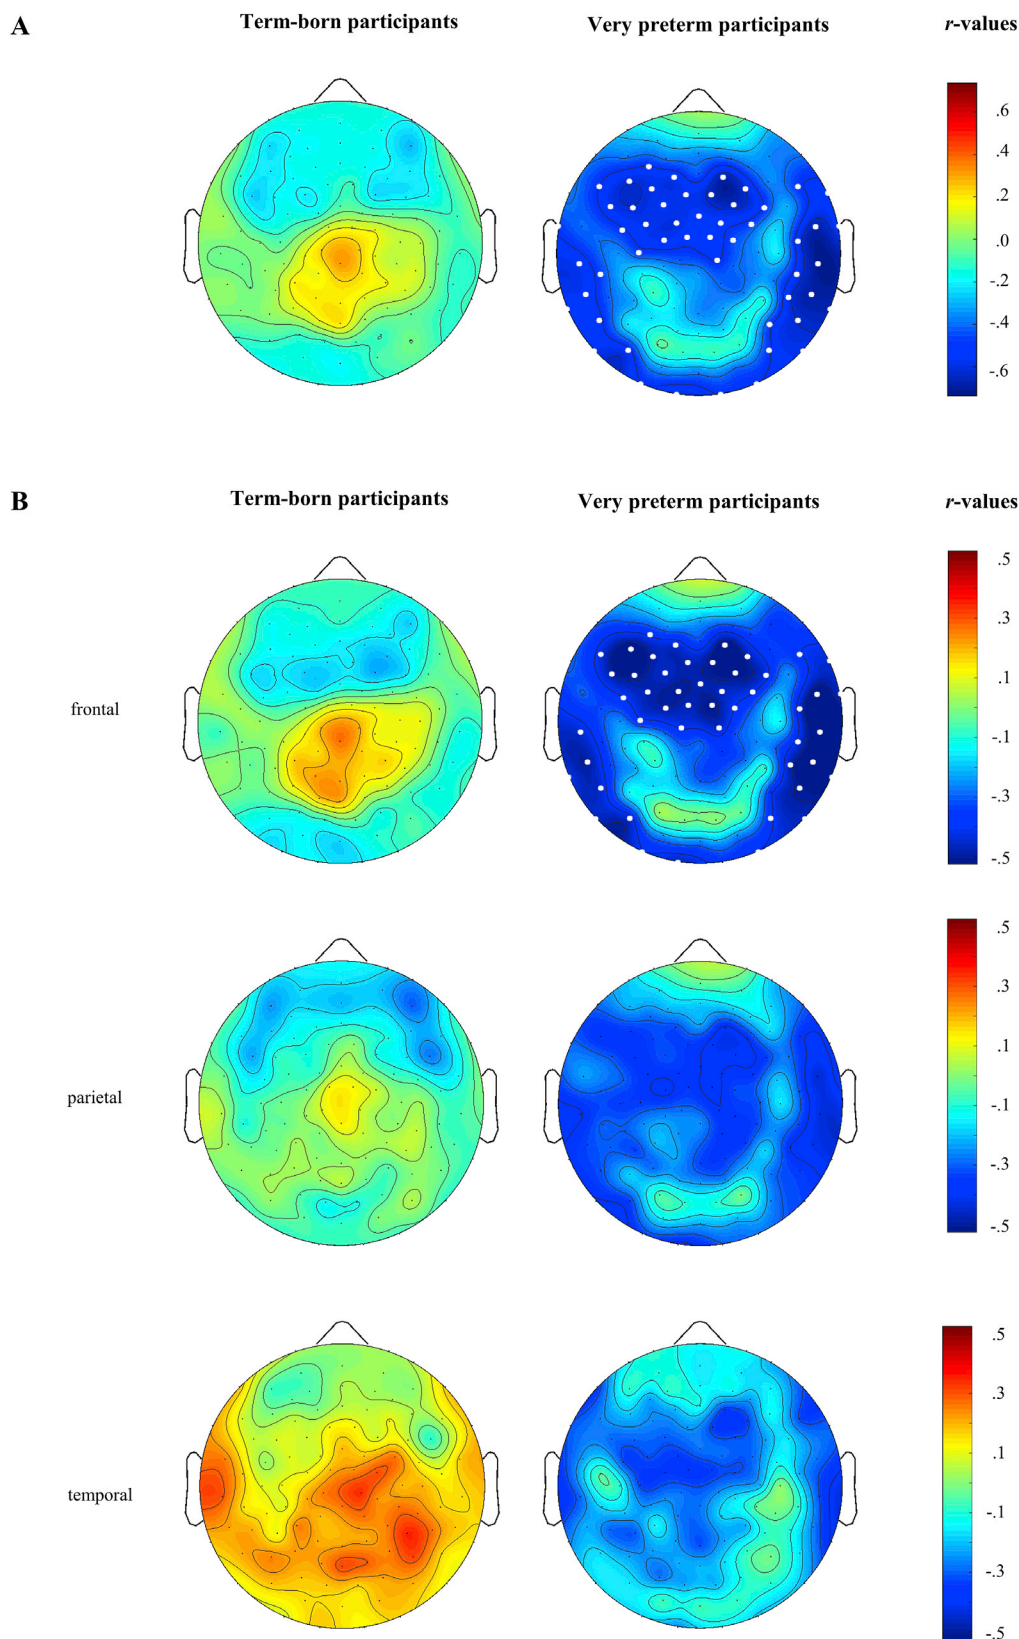 A
Term-born participants
Very preterm participants
r-values
.6
.4
.2
.0
-.2
-.4
-.6
B
Term-born participants
Very preterm participants
r-values
frontal
.5
.3
.1
-.1
-.3
-.5
parietal
.5
.3
.1
-.1
-.3
-.5
temporal
.5
.3
.1
-.1
-.3
-.5